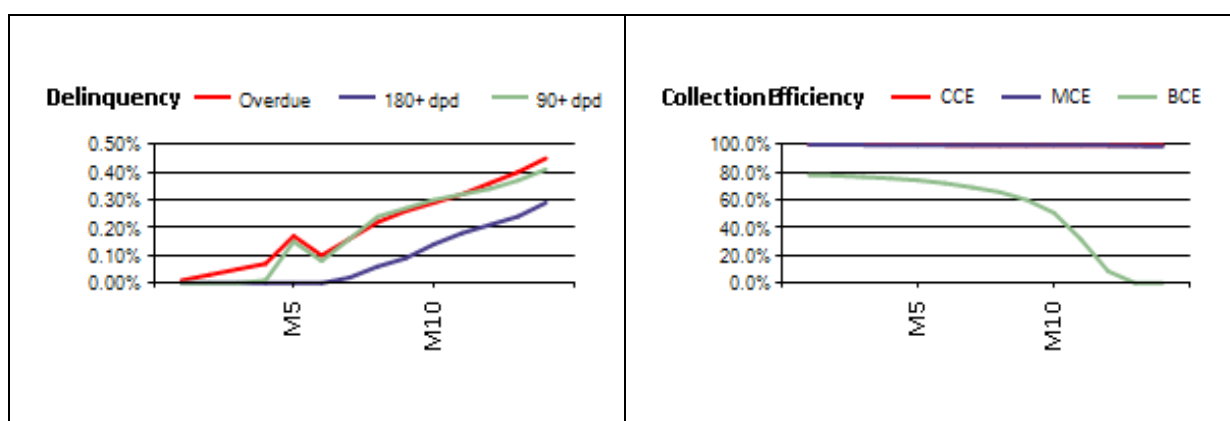 Delinquency Overdue 180+ dpd 90+ dpd
0.50%
0.40%
0.30%
0.20%
0.10%
0.00%
M5
M10
Collection Efficiency CCE MCE BCE
100.0%
80.0%
60.0%
40.0%
20.0%
0.0%
M5
M10